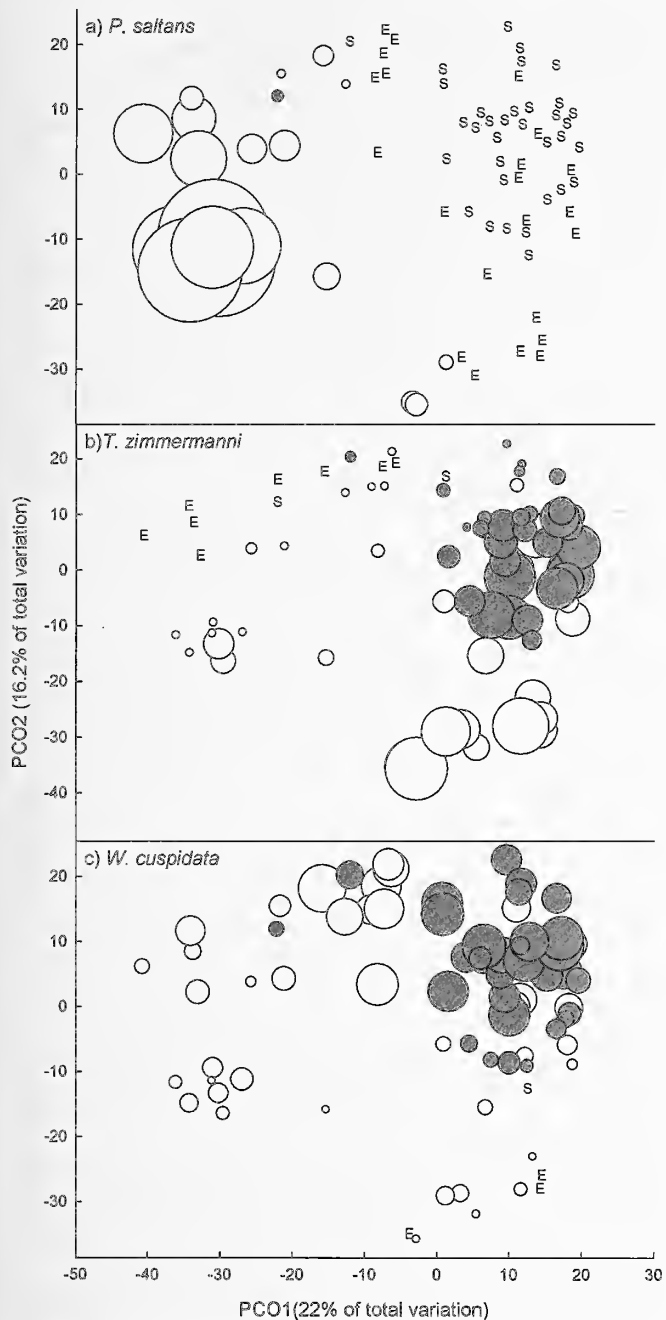 a) P. saltans
E S
20 S E S
E S
S S
E E E
S
10 S S S S S S
S S S S S S
S E S S
E S
S S E
0 S E E S
S
S
E S E
E S S S E
-10
S
E
-20
E
E
E E E
-30 E
b) T. zimmermanni
20 E E
E S
E
10 E S
E
E
E
0
-10
-20
-30
-40
PCO2 (16.2% of total variation)
c) W. cuspidata
20
10
0
-10
S
-20
E
E
-30
E
-50 -40 -30 -20 -10 0 10 20 30
PCO1(22% of total variation)